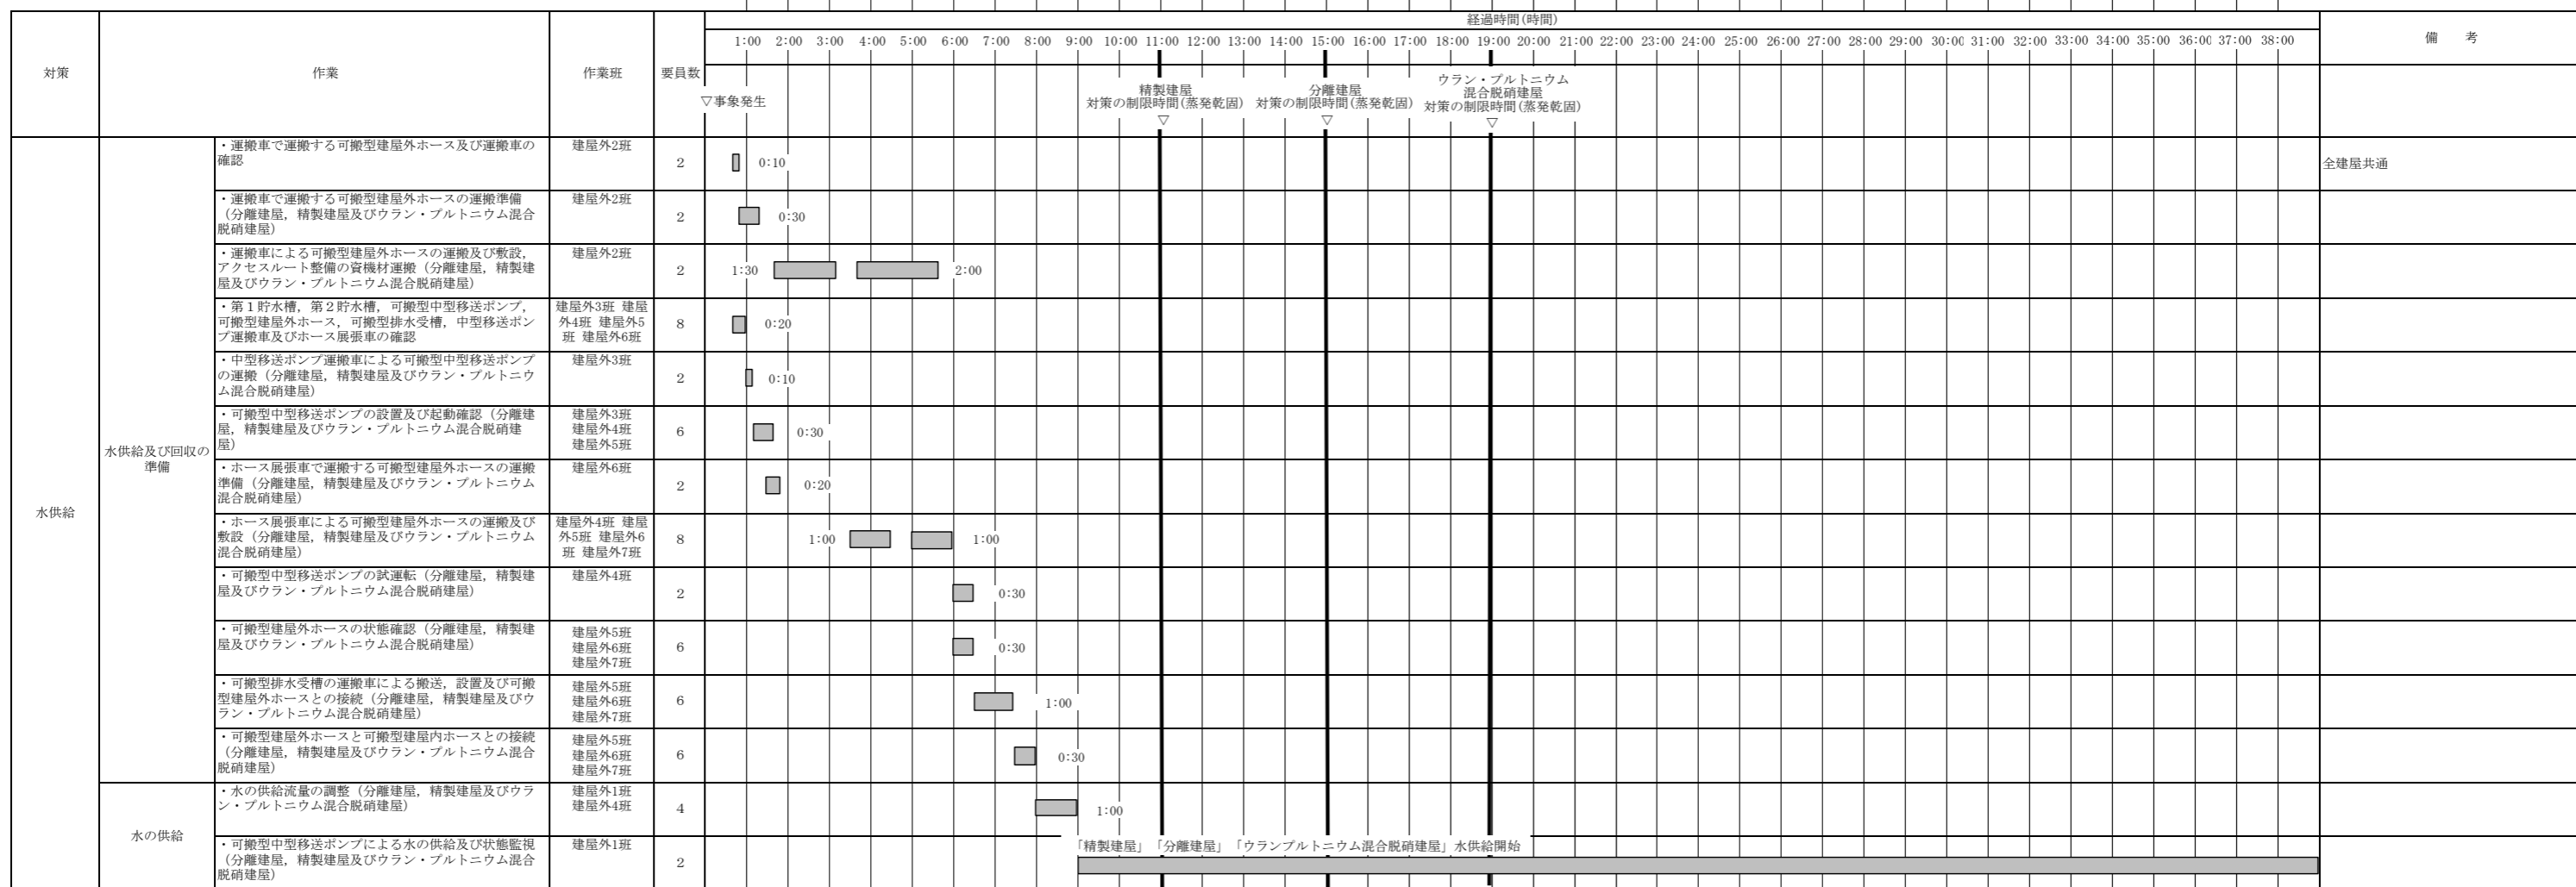 対策
作業
作業班
要員数
経過時間(時間)
備　考
1:00 2:00 3:00 4:00 5:00 6:00 7:00 8:00 9:00 10:00 11:00 12:00 13:00 14:00 15:00 16:00 17:00 18:00 19:00 20:00 21:00 22:00 23:00 24:00 25:00 26:00 27:00 28:00 29:00 30:00 31:00 32:00 33:00 34:00 35:00 36:00 37:00 38:00
▽事象発生
精製建屋
対策の制限時間(蒸発乾固)
▽
分離建屋
対策の制限時間(蒸発乾固)
▽
ウラン・プルトニウム
混合脱硝建屋
対策の制限時間(蒸発乾固)
▽
水供給
水供給及び回収の
準備
・運搬車で運搬する可搬型建屋外ホース及び運搬車の
確認
建屋外2班
2
0:10
全建屋共通
・運搬車で運搬する可搬型建屋外ホースの運搬準備
（分離建屋，精製建屋及びウラン・プルトニウム混合
脱硝建屋）
建屋外2班
2
0:30
・運搬車による可搬型建屋外ホースの運搬及び敷設，
アクセスルート整備の資機材運搬（分離建屋，精製建
屋及びウラン・プルトニウム混合脱硝建屋）
建屋外2班
2
1:30
2:00
・第１貯水槽，第２貯水槽，可搬型中型移送ポンプ，
可搬型建屋外ホース，可搬型排水受槽，中型移送ポン
プ運搬車及びホース展張車の確認
建屋外3班 建屋
外4班 建屋外5
班 建屋外6班
8
0:20
・中型移送ポンプ運搬車による可搬型中型移送ポンプ
の運搬（分離建屋，精製建屋及びウラン・プルトニウ
ム混合脱硝建屋）
建屋外3班
2
0:10
・可搬型中型移送ポンプの設置及び起動確認（分離建
屋，精製建屋及びウラン・プルトニウム混合脱硝建
屋）
建屋外3班
建屋外4班
建屋外5班
6
0:30
・ホース展張車で運搬する可搬型建屋外ホースの運搬
準備（分離建屋，精製建屋及びウラン・プルトニウム
混合脱硝建屋）
建屋外6班
2
0:20
・ホース展張車による可搬型建屋外ホースの運搬及び
敷設（分離建屋，精製建屋及びウラン・プルトニウム
混合脱硝建屋）
建屋外4班 建屋
外5班 建屋外6
班 建屋外7班
8
1:00
1:00
・可搬型中型移送ポンプの試運転（分離建屋，精製建
屋及びウラン・プルトニウム混合脱硝建屋）
建屋外4班
2
0:30
・可搬型建屋外ホースの状態確認（分離建屋，精製建
屋及びウラン・プルトニウム混合脱硝建屋）
建屋外5班
建屋外6班
建屋外7班
6
0:30
・可搬型排水受槽の運搬車による搬送，設置及び可搬
型建屋外ホースとの接続（分離建屋，精製建屋及びウ
ラン・プルトニウム混合脱硝建屋）
建屋外5班
建屋外6班
建屋外7班
6
1:00
・可搬型建屋外ホースと可搬型建屋内ホースとの接続
（分離建屋，精製建屋及びウラン・プルトニウム混合
脱硝建屋）
建屋外5班
建屋外6班
建屋外7班
6
0:30
水の供給
・水の供給流量の調整（分離建屋，精製建屋及びウラ
ン・プルトニウム混合脱硝建屋）
建屋外1班
建屋外4班
4
1:00
・可搬型中型移送ポンプによる水の供給及び状態監視
（分離建屋，精製建屋及びウラン・プルトニウム混合
脱硝建屋）
建屋外1班
2
「精製建屋」「分離建屋」「ウランプルトニウム混合脱硝建屋」水供給開始